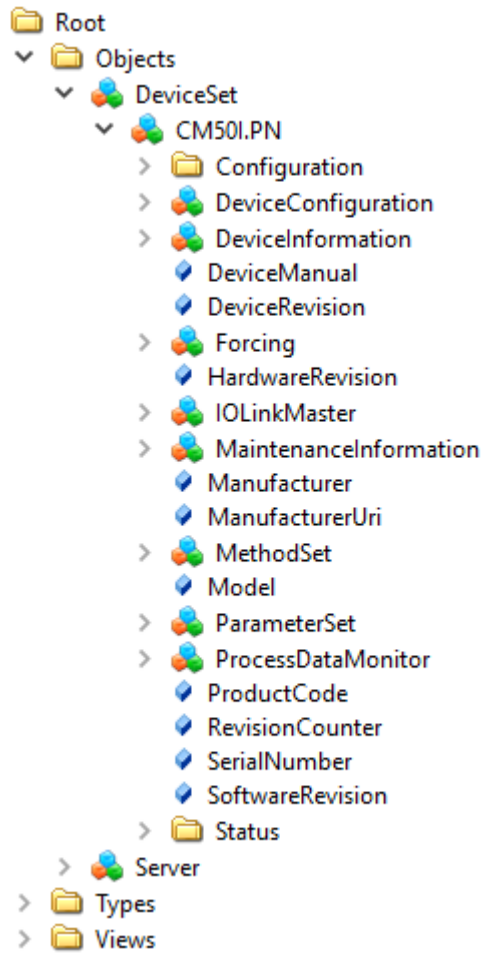 Root
Objects
DeviceSet
CM50I.PN
Configuration
DeviceConfiguration
DeviceInformation
DeviceManual
DeviceRevision
Forcing
HardwareRevision
IOLinkMaster
MaintenanceInformation
Manufacturer
ManufacturerUri
MethodSet
Model
ParameterSet
ProcessDataMonitor
ProductCode
RevisionCounter
SerialNumber
SoftwareRevision
Status
Server
Types
Views